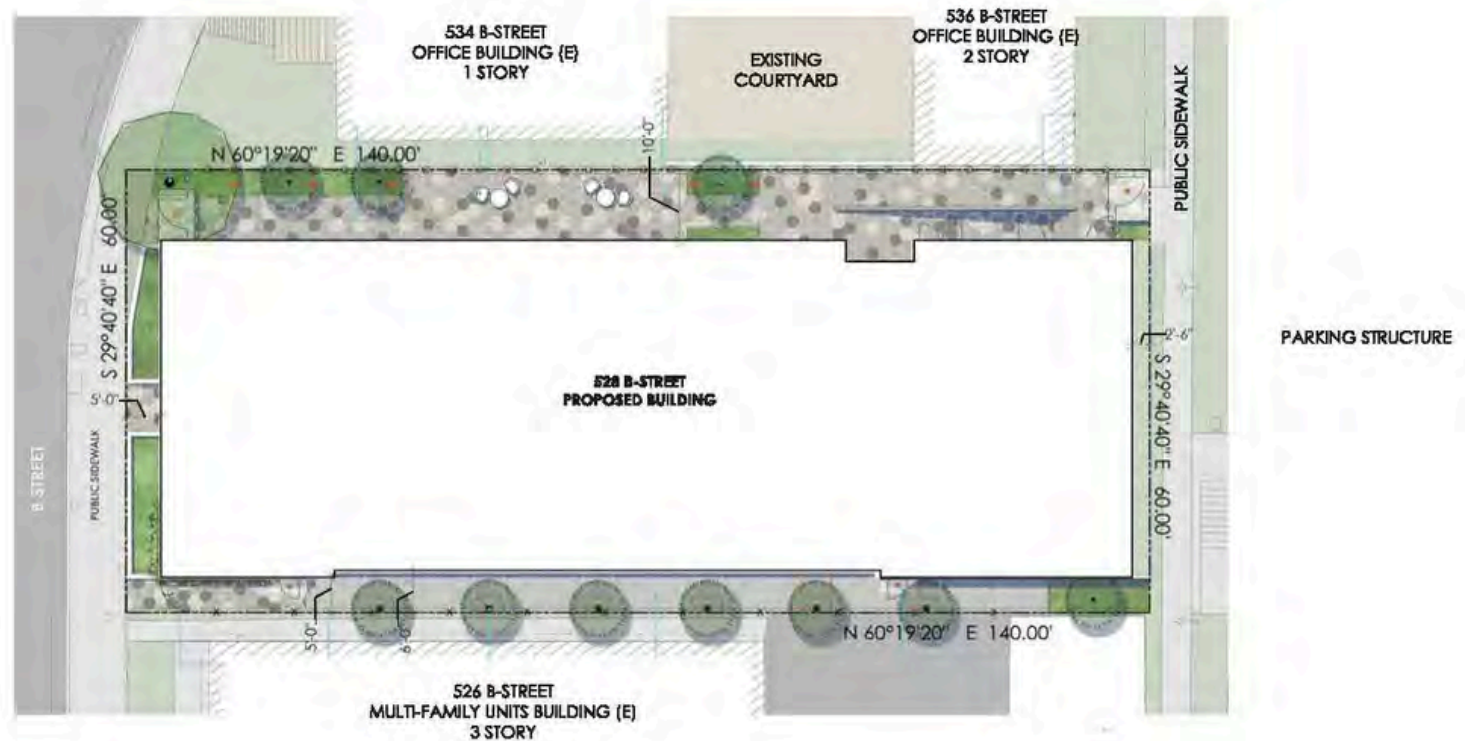 534 B-STREET
OFFICE BUILDING (E)
1 STORY
EXISTING
COURTYARD
536 B-STREET
OFFICE BUILDING (E)
2 STORY
PUBLIC SIDEWALK
N 60°19'20" E 140.00'
10'-0"
S 29°40'40" E 60.00'
2'-6"
S 29°40'40" E 60.00'
PARKING STRUCTURE
528 B-STREET
PROPOSED BUILDING
5'-0"
B STREET
PUBLIC SIDEWALK
5'-0"
N 60°19'20" E 140.00'
526 B-STREET
MULTI-FAMILY UNITS BUILDING (E)
3 STORY